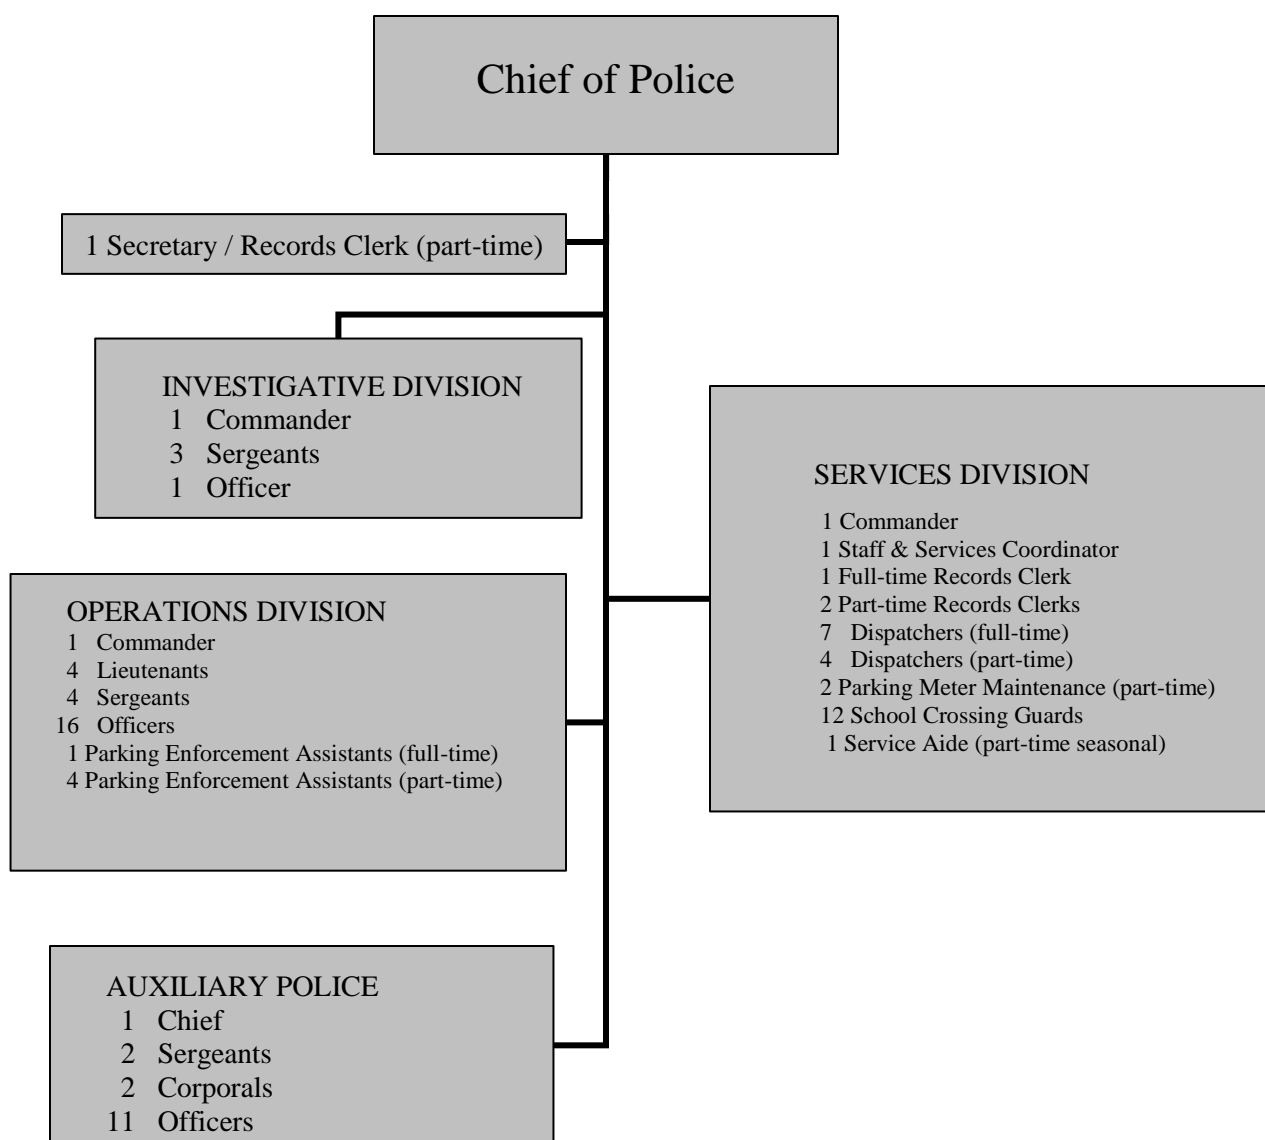 Chief of Police
1 Secretary / Records Clerk (part-time)
INVESTIGATIVE DIVISION
1 Commander
3 Sergeants
1 Officer
SERVICES DIVISION
1 Commander
1 Staff & Services Coordinator
1 Full-time Records Clerk
2 Part-time Records Clerks
7 Dispatchers (full-time)
4 Dispatchers (part-time)
2 Parking Meter Maintenance (part-time)
12 School Crossing Guards
1 Service Aide (part-time seasonal)
OPERATIONS DIVISION
1 Commander
4 Lieutenants
4 Sergeants
16 Officers
1 Parking Enforcement Assistants (full-time)
4 Parking Enforcement Assistants (part-time)
AUXILIARY POLICE
1 Chief
2 Sergeants
2 Corporals
11 Officers